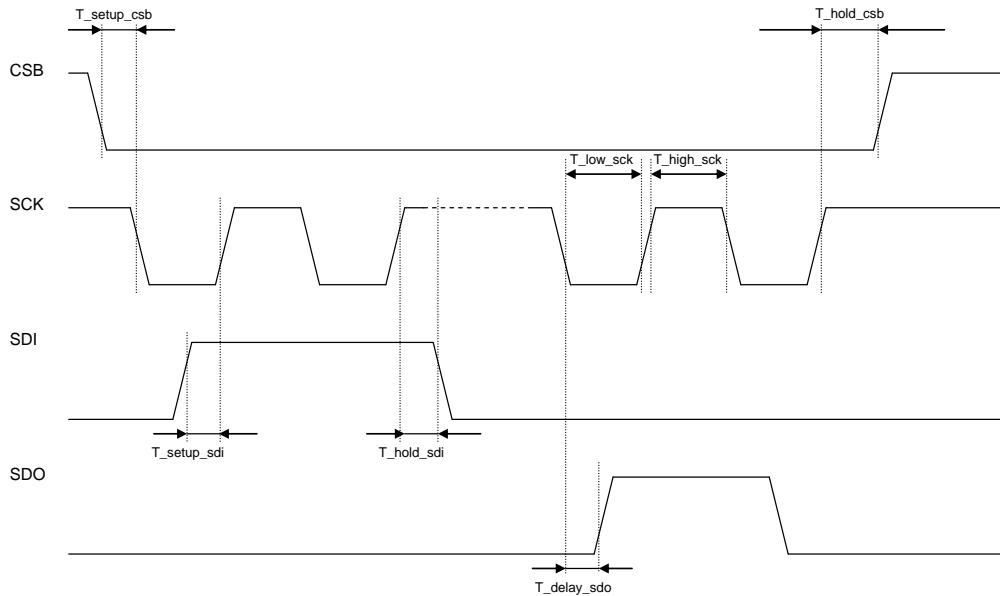 T_setup_csb
T_hold_csb
CSB
T_low_sck
T_high_sck
SCK
SDI
T_setup_sdi
T_hold_sdi
SDO
T_delay_sdo